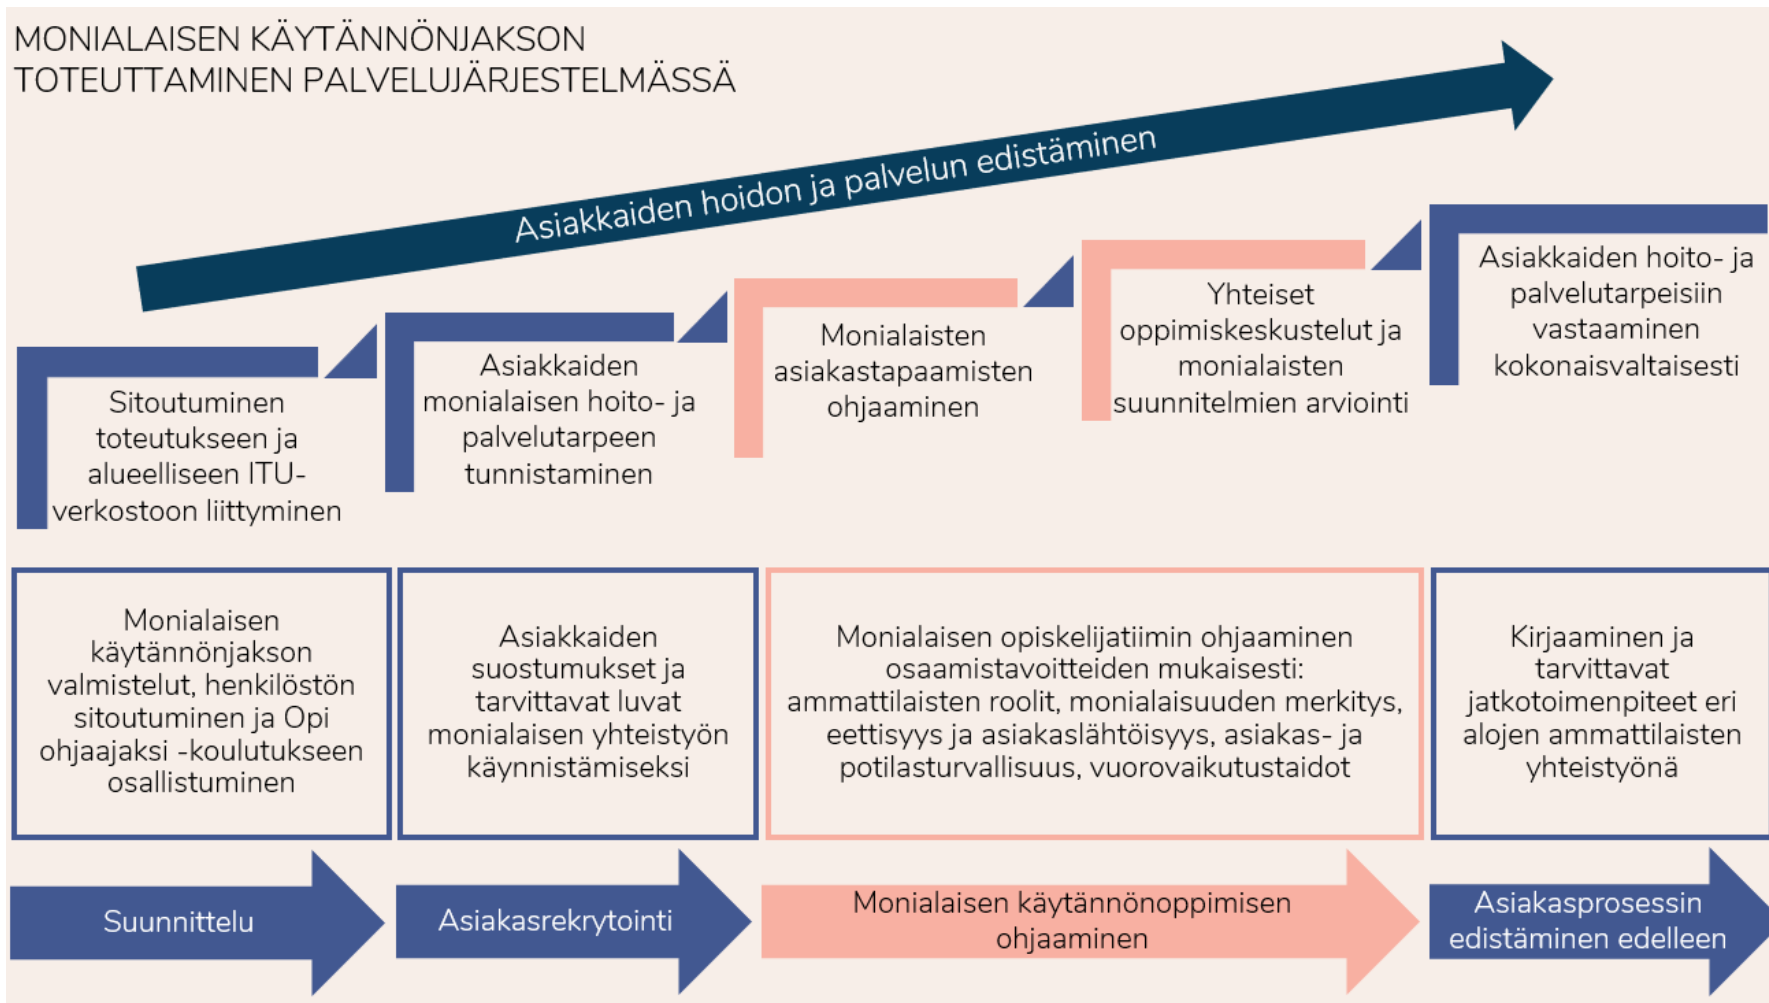 MONIALAISEN KÄYTÄNNÖNJAKSON
TOTEUTTAMINEN PALVELUJÄRJESTELMÄSSÄ
Asiakkaiden hoidon ja palvelun edistäminen
Sitoutuminen
toteutukseen ja
alueelliseen ITU-
verkostoon liittyminen
Asiakkaiden
monialaisen hoito- ja
palvelutarpeen
tunnistaminen
Monialaisten
asiakastapaamisten
ohjaaminen
Yhteiset
oppimiskeskustelut ja
monialaisten
suunnitelmien arviointi
Asiakkaiden hoito- ja
palvelutarpeisiin
vastaaminen
kokonaisvaltaisesti
Monialaisen
käytännönjakson
valmistelut, henkilöstön
sitoutuminen ja Opi
ohjaajaksi -koulutukseen
osallistuminen
Asiakkaiden
suostumukset ja
tarvittavat luvat
monialaisen yhteistyön
käynnistämiseksi
Monialaisen opiskelijatiimin ohjaaminen
osaamistavoitteiden mukaisesti:
ammattilaisten roolit, monialaisuuden merkitys,
eettisyys ja asiakaslähtöisyys, asiakas- ja
potilasturvallisuus, vuorovaikutustaidot
Kirjaaminen ja
tarvittavat
jatkotoimenpiteet eri
alojen ammattilaisten
yhteistyönä
Suunnittelu
Asiakasrekrytointi
Monialaisen käytännönoppimisen
ohjaaminen
Asiakasprosessin
edistäminen edelleen